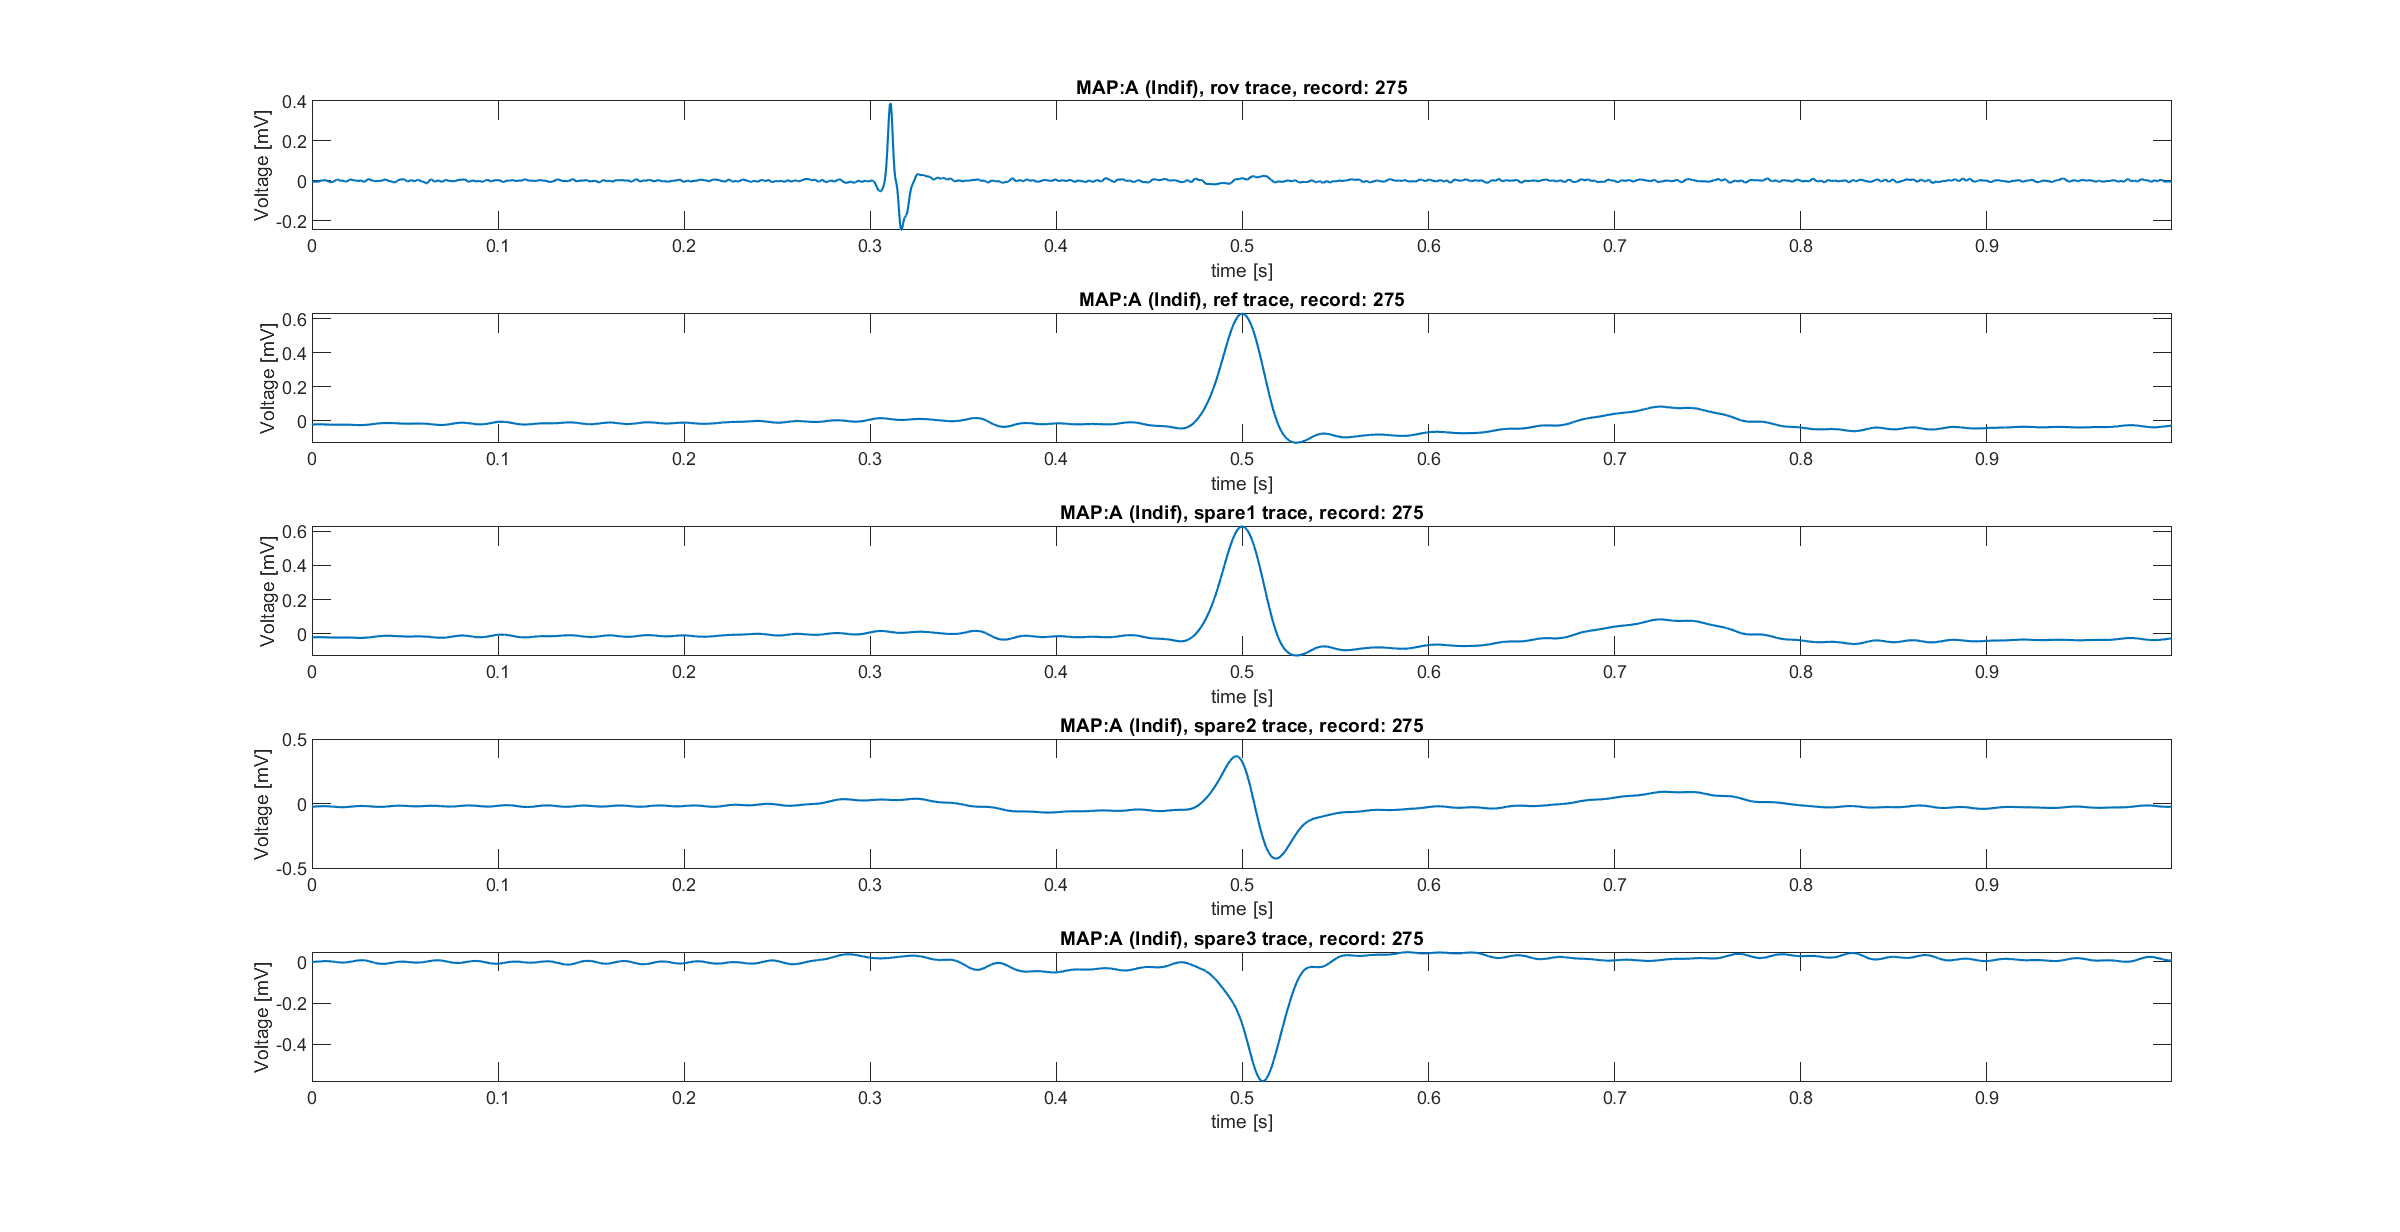 MAP:A (Indif), rov trace, record: 275
Voltage [mV]
0.4
0.2
0
-0.2
0 0.1 0.2 0.3 0.4 0.5 0.6 0.7 0.8 0.9
time [s]
MAP:A (Indif), ref trace, record: 275
Voltage [mV]
0.6
0.4
0.2
0
0 0.1 0.2 0.3 0.4 0.5 0.6 0.7 0.8 0.9
time [s]
MAP:A (Indif), spare1 trace, record: 275
Voltage [mV]
0.6
0.4
0.2
0
0 0.1 0.2 0.3 0.4 0.5 0.6 0.7 0.8 0.9
time [s]
MAP:A (Indif), spare2 trace, record: 275
Voltage [mV]
0.5
0
-0.5
0 0.1 0.2 0.3 0.4 0.5 0.6 0.7 0.8 0.9
time [s]
MAP:A (Indif), spare3 trace, record: 275
Voltage [mV]
0
-0.2
-0.4
0 0.1 0.2 0.3 0.4 0.5 0.6 0.7 0.8 0.9
time [s]